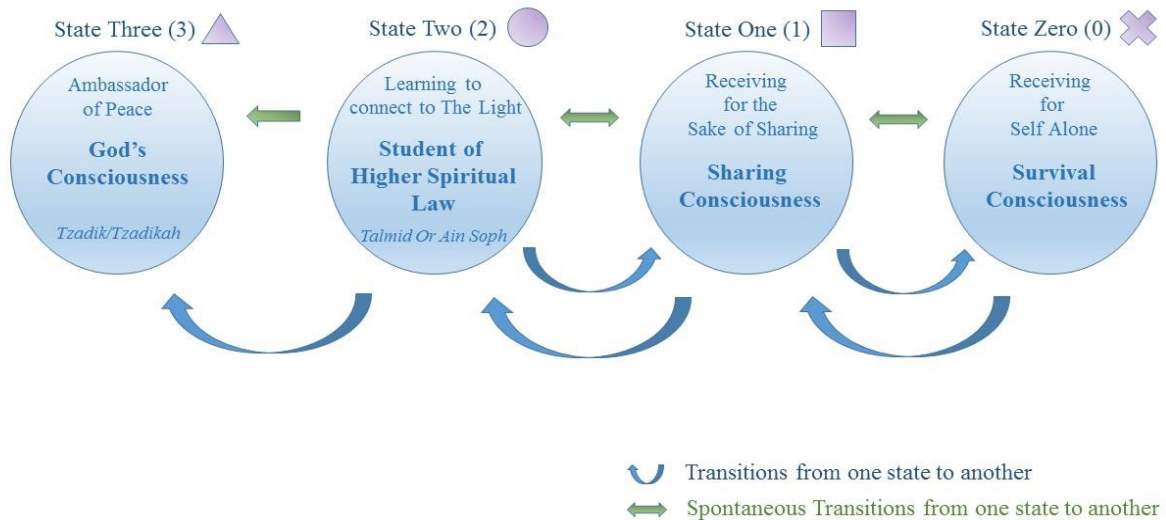 State Three (3)
Ambassador
of Peace
God's
Consciousness
Tzadik/Tzadikah
State Two (2)
Learning to
connect to The Light
Student of
Higher Spiritual
Law
Talmid Or Ain Soph
State One (1)
Receiving
for the
Sake of Sharing
Sharing
Consciousness
State Zero (0)
Receiving
for
Self Alone
Survival
Consciousness
Transitions from one state to another
Spontaneous Transitions from one state to another